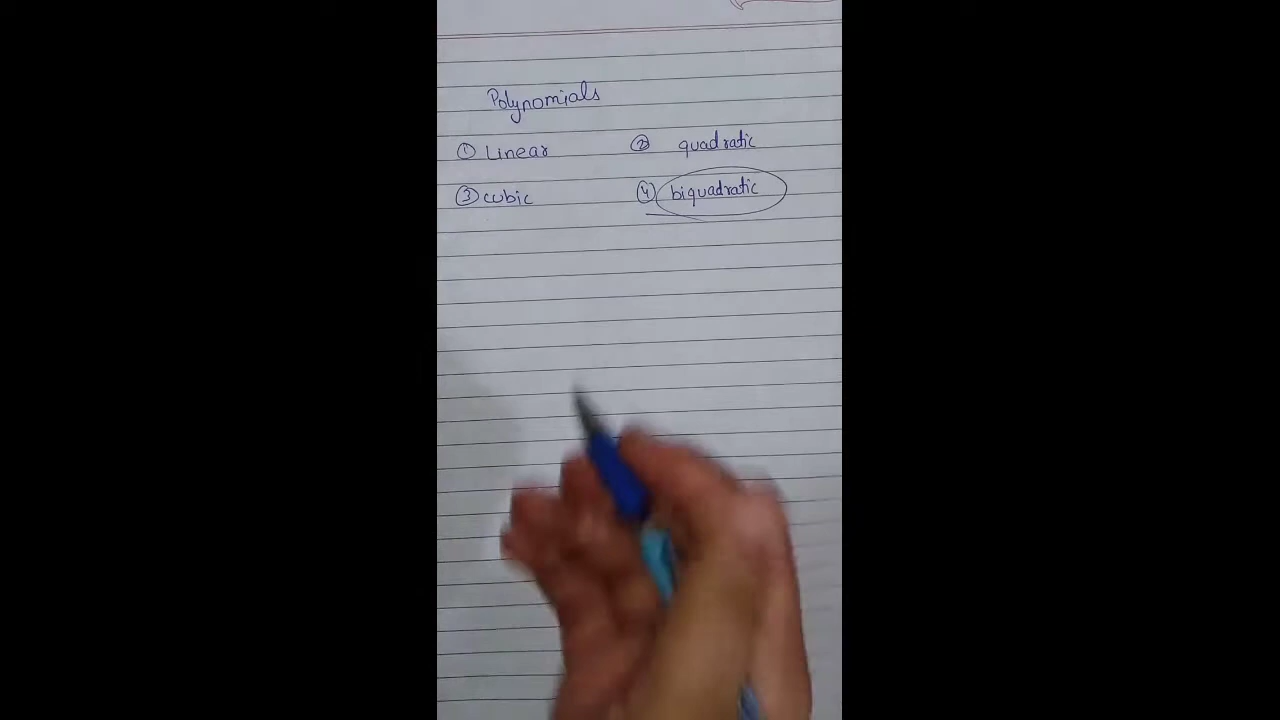 Polynomials
① Linear ② quadratic
③ cubic ④ biquadratic